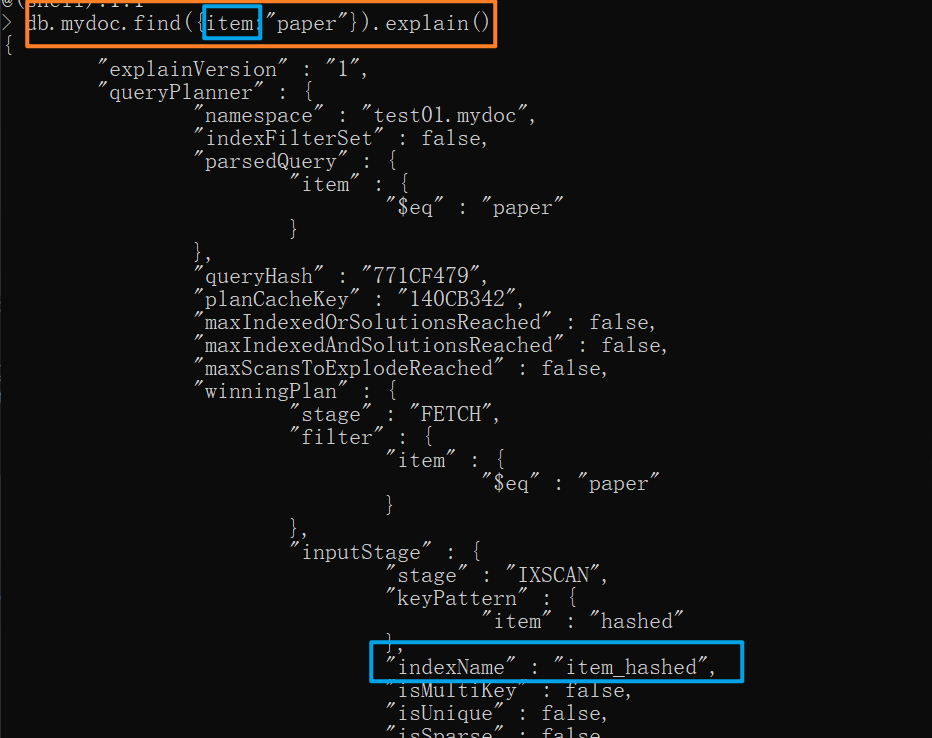 @(shell):1:1
> db.mydoc.find({item:"paper"}).explain()
{
        "explainVersion" : "1",
        "queryPlanner" : {
                "namespace" : "test01.mydoc",
                "indexFilterSet" : false,
                "parsedQuery" : {
                        "item" : {
                                "$eq" : "paper"
                        }
                },
                "queryHash" : "771CF479",
                "planCacheKey" : "140CB342",
                "maxIndexedOrSolutionsReached" : false,
                "maxIndexedAndSolutionsReached" : false,
                "maxScansToExplodeReached" : false,
                "winningPlan" : {
                        "stage" : "FETCH",
                        "filter" : {
                                "item" : {
                                        "$eq" : "paper"
                                }
                        },
                        "inputStage" : {
                                "stage" : "IXSCAN",
                                "keyPattern" : {
                                        "item" : "hashed"
                                },
                                "indexName" : "item_hashed",
                                "isMultiKey" : false,
                                "isUnique" : false,
                                "isSparse" : false